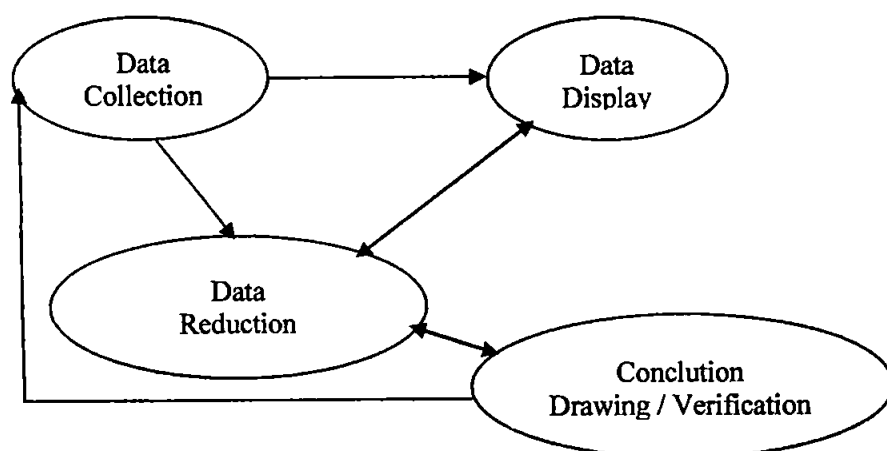 Data
Collection
Data
Display
Data
Reduction
Conclution
Drawing / Verification